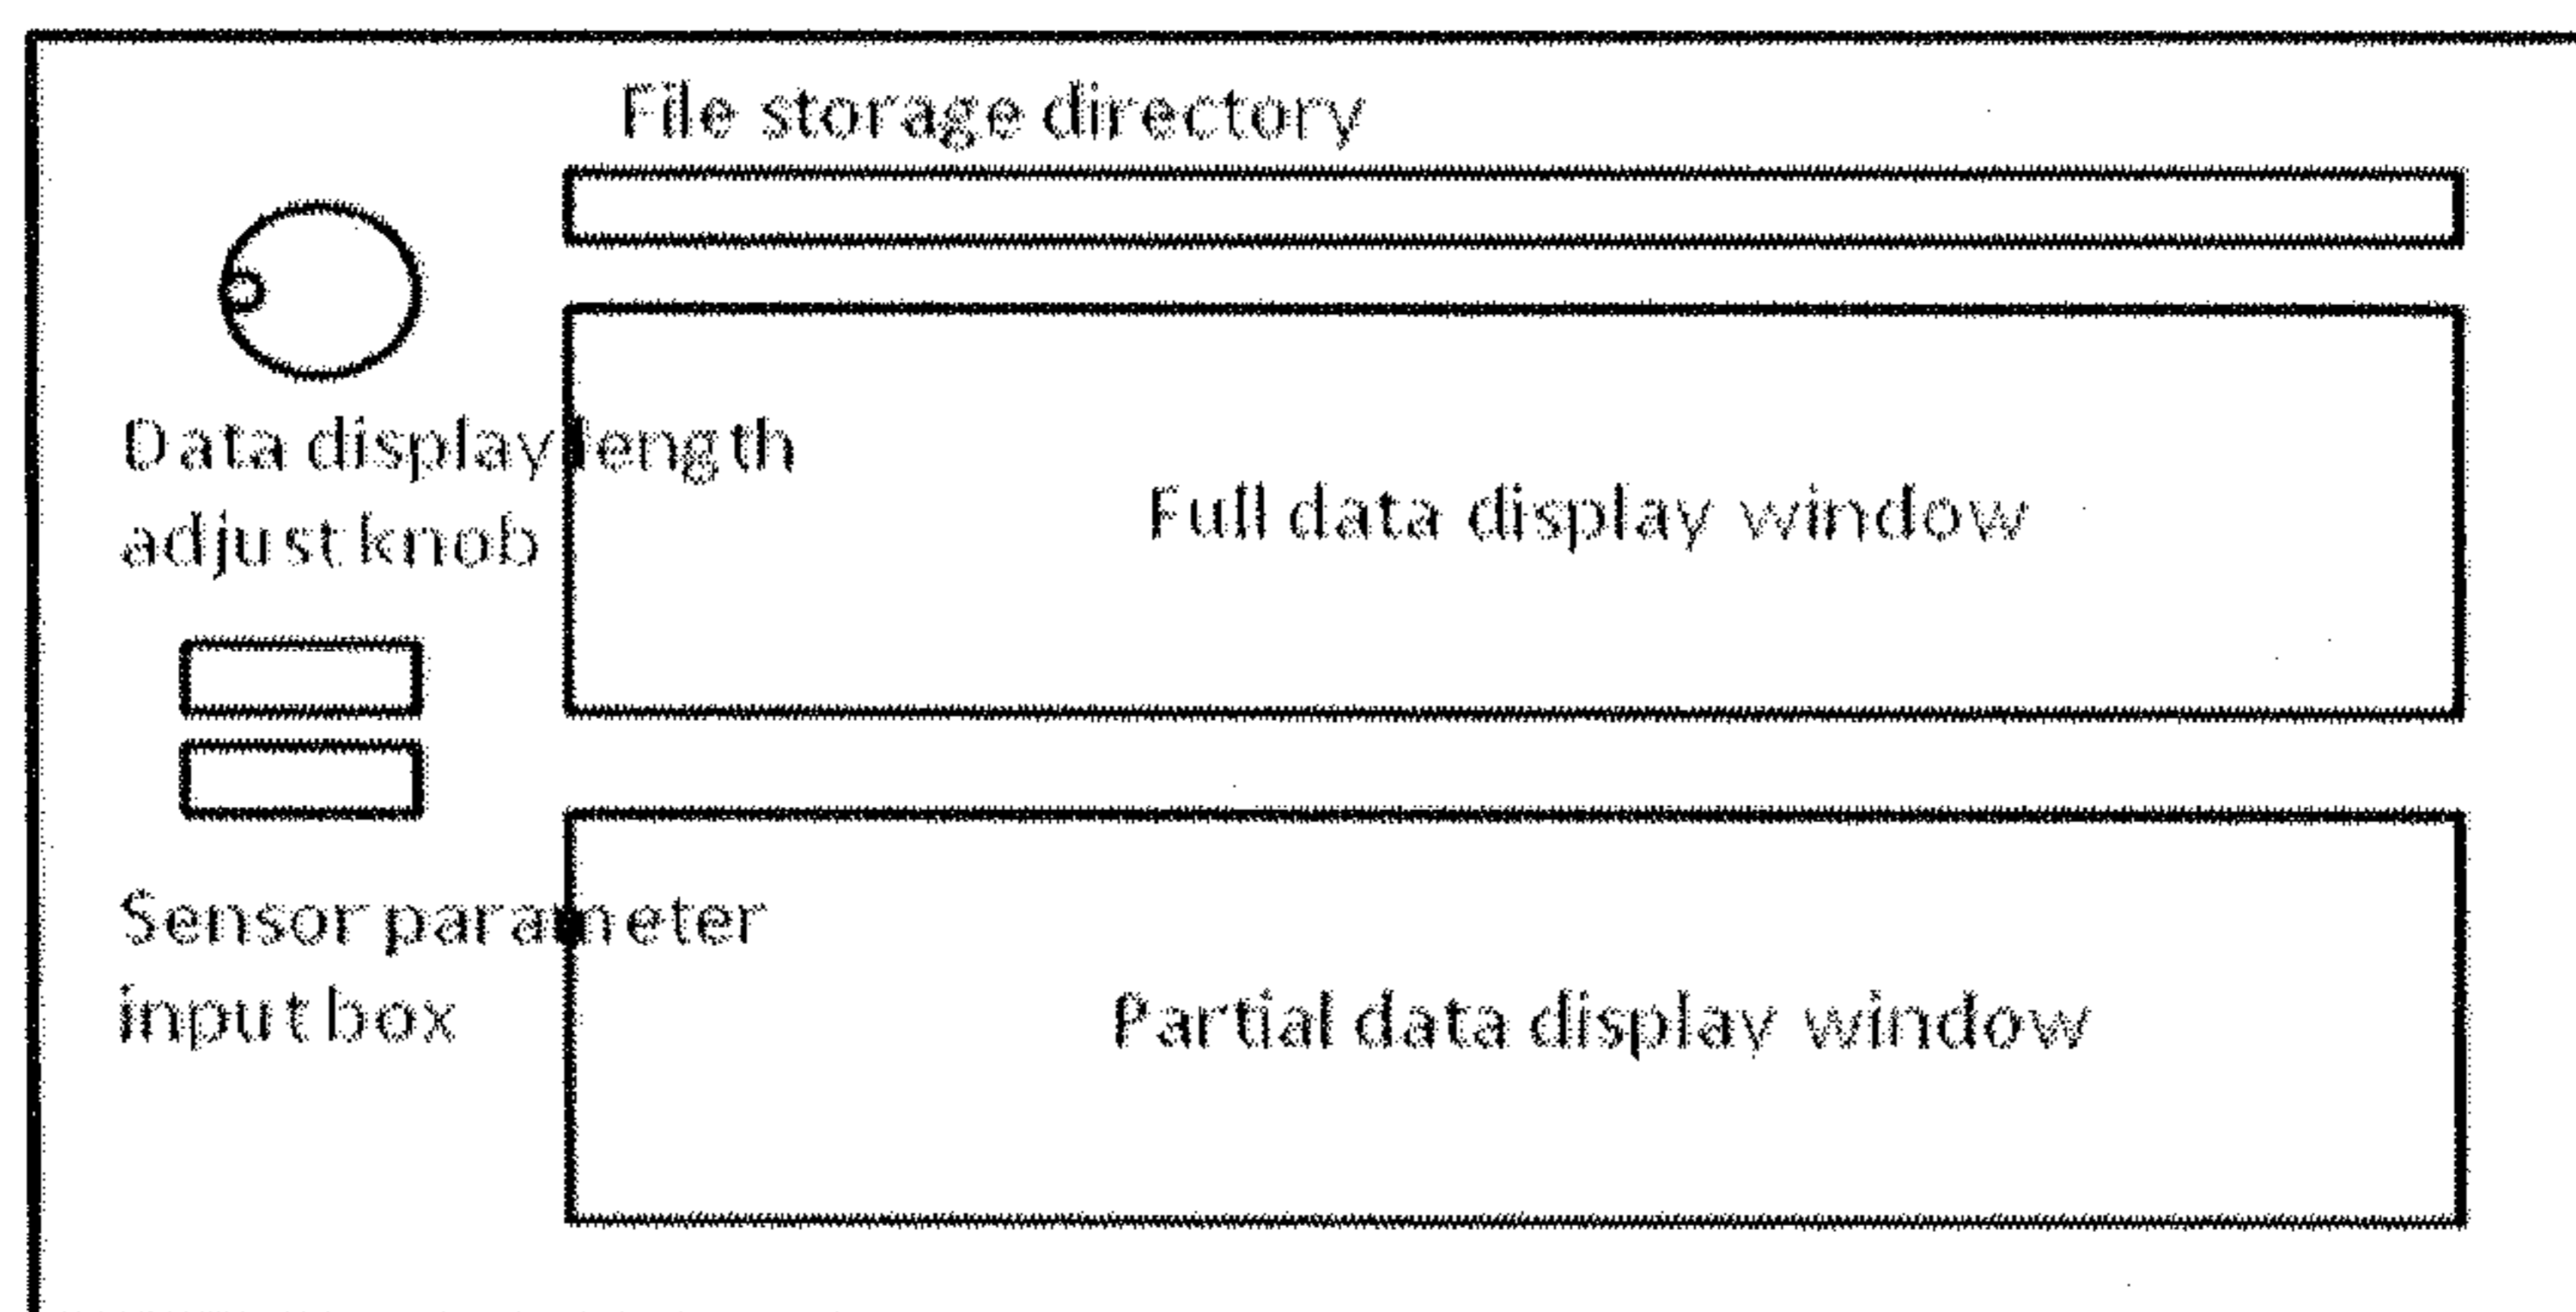 File storage directory
Data display length
adjust knob
Full data display window
Sensor parameter
input box
Partial data display window